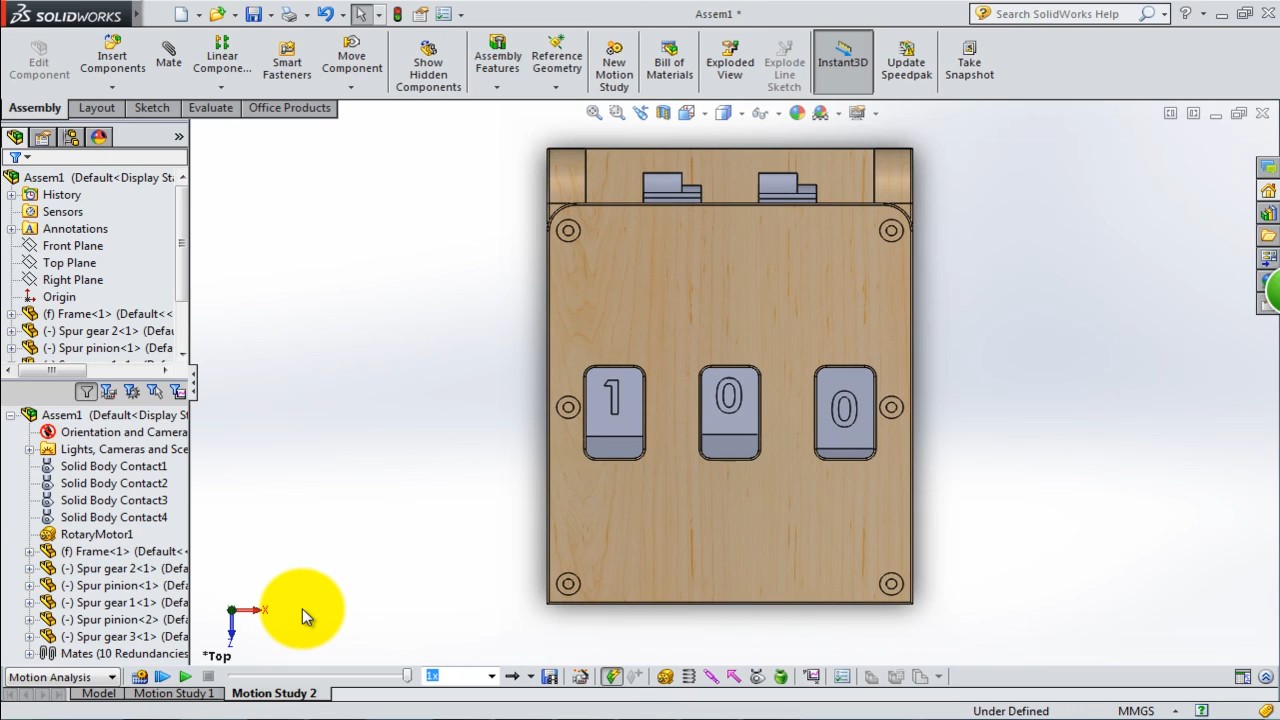 SOLIDWORKS
Assem1 *
Search SolidWorks Help
Edit Component
Insert Components
Mate
Linear Compone...
Smart Fasteners
Move Component
Show Hidden Components
Assembly Features
Reference Geometry
New Motion Study
Bill of Materials
Exploded View
Explode Line Sketch
Instant3D
Update Speedpak
Take Snapshot
Assembly Layout Sketch Evaluate Office Products
Assem1 (Default<Display Sta
History
Sensors
Annotations
Front Plane
Top Plane
Right Plane
Origin
(f) Frame<1> (Default<<
(-) Spur gear 2<1> (Defau
(-) Spur pinion<1> (Defau
Assem1 (Default<Display St
Orientation and Camera
Lights, Cameras and Sce
Solid Body Contact1
Solid Body Contact2
Solid Body Contact3
Solid Body Contact4
RotaryMotor1
(f) Frame<1> (Default<<
(-) Spur gear 2<1> (Defa
(-) Spur pinion<1> (Defa
(-) Spur gear 1<1> (Defa
(-) Spur pinion<2> (Defa
(-) Spur gear 3<1> (Defa
Mates (10 Redundancies
1 0 0
X
Z
*Top
Motion Analysis
1x
Model Motion Study 1 Motion Study 2
Under Defined MMGS